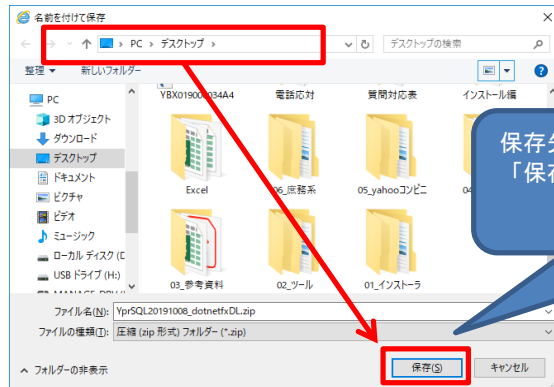 名前を付けて保存
PC > デスクトップ >
デスクトップの検索
整理 ▼ 新しいフォルダー
PC
3D オブジェクト
ダウンロード
デスクトップ
ドキュメント
ピクチャ
ビデオ
ミュージック
ローカル ディスク (C
USB ドライブ (H:)
電話応対
質問対応表
インストール編
Excel
06_庶務系
05_yahooコンビニ
03_参考資料
02_ツール
01_インストーラ
保存
「保
ファイル名(N): YprSQL20191008_dotnetfxDL.zip
ファイルの種類(T): 圧縮 (zip 形式) フォルダー (*.zip)
フォルダーの非表示
保存(S)
キャンセル